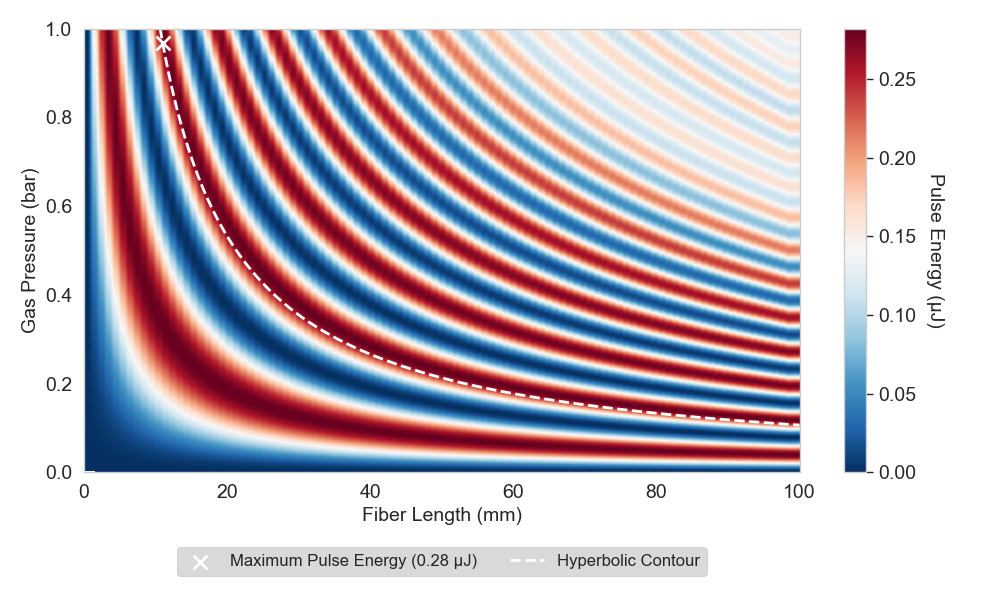 1.0
0.8
0.6
0.4
0.2
0.0
Gas Pressure (bar)
0 20 40 60 80 100
Fiber Length (mm)
0.25
0.20
0.15
0.10
0.05
0.00
Pulse Energy (µJ)
Maximum Pulse Energy (0.28 µJ) Hyperbolic Contour